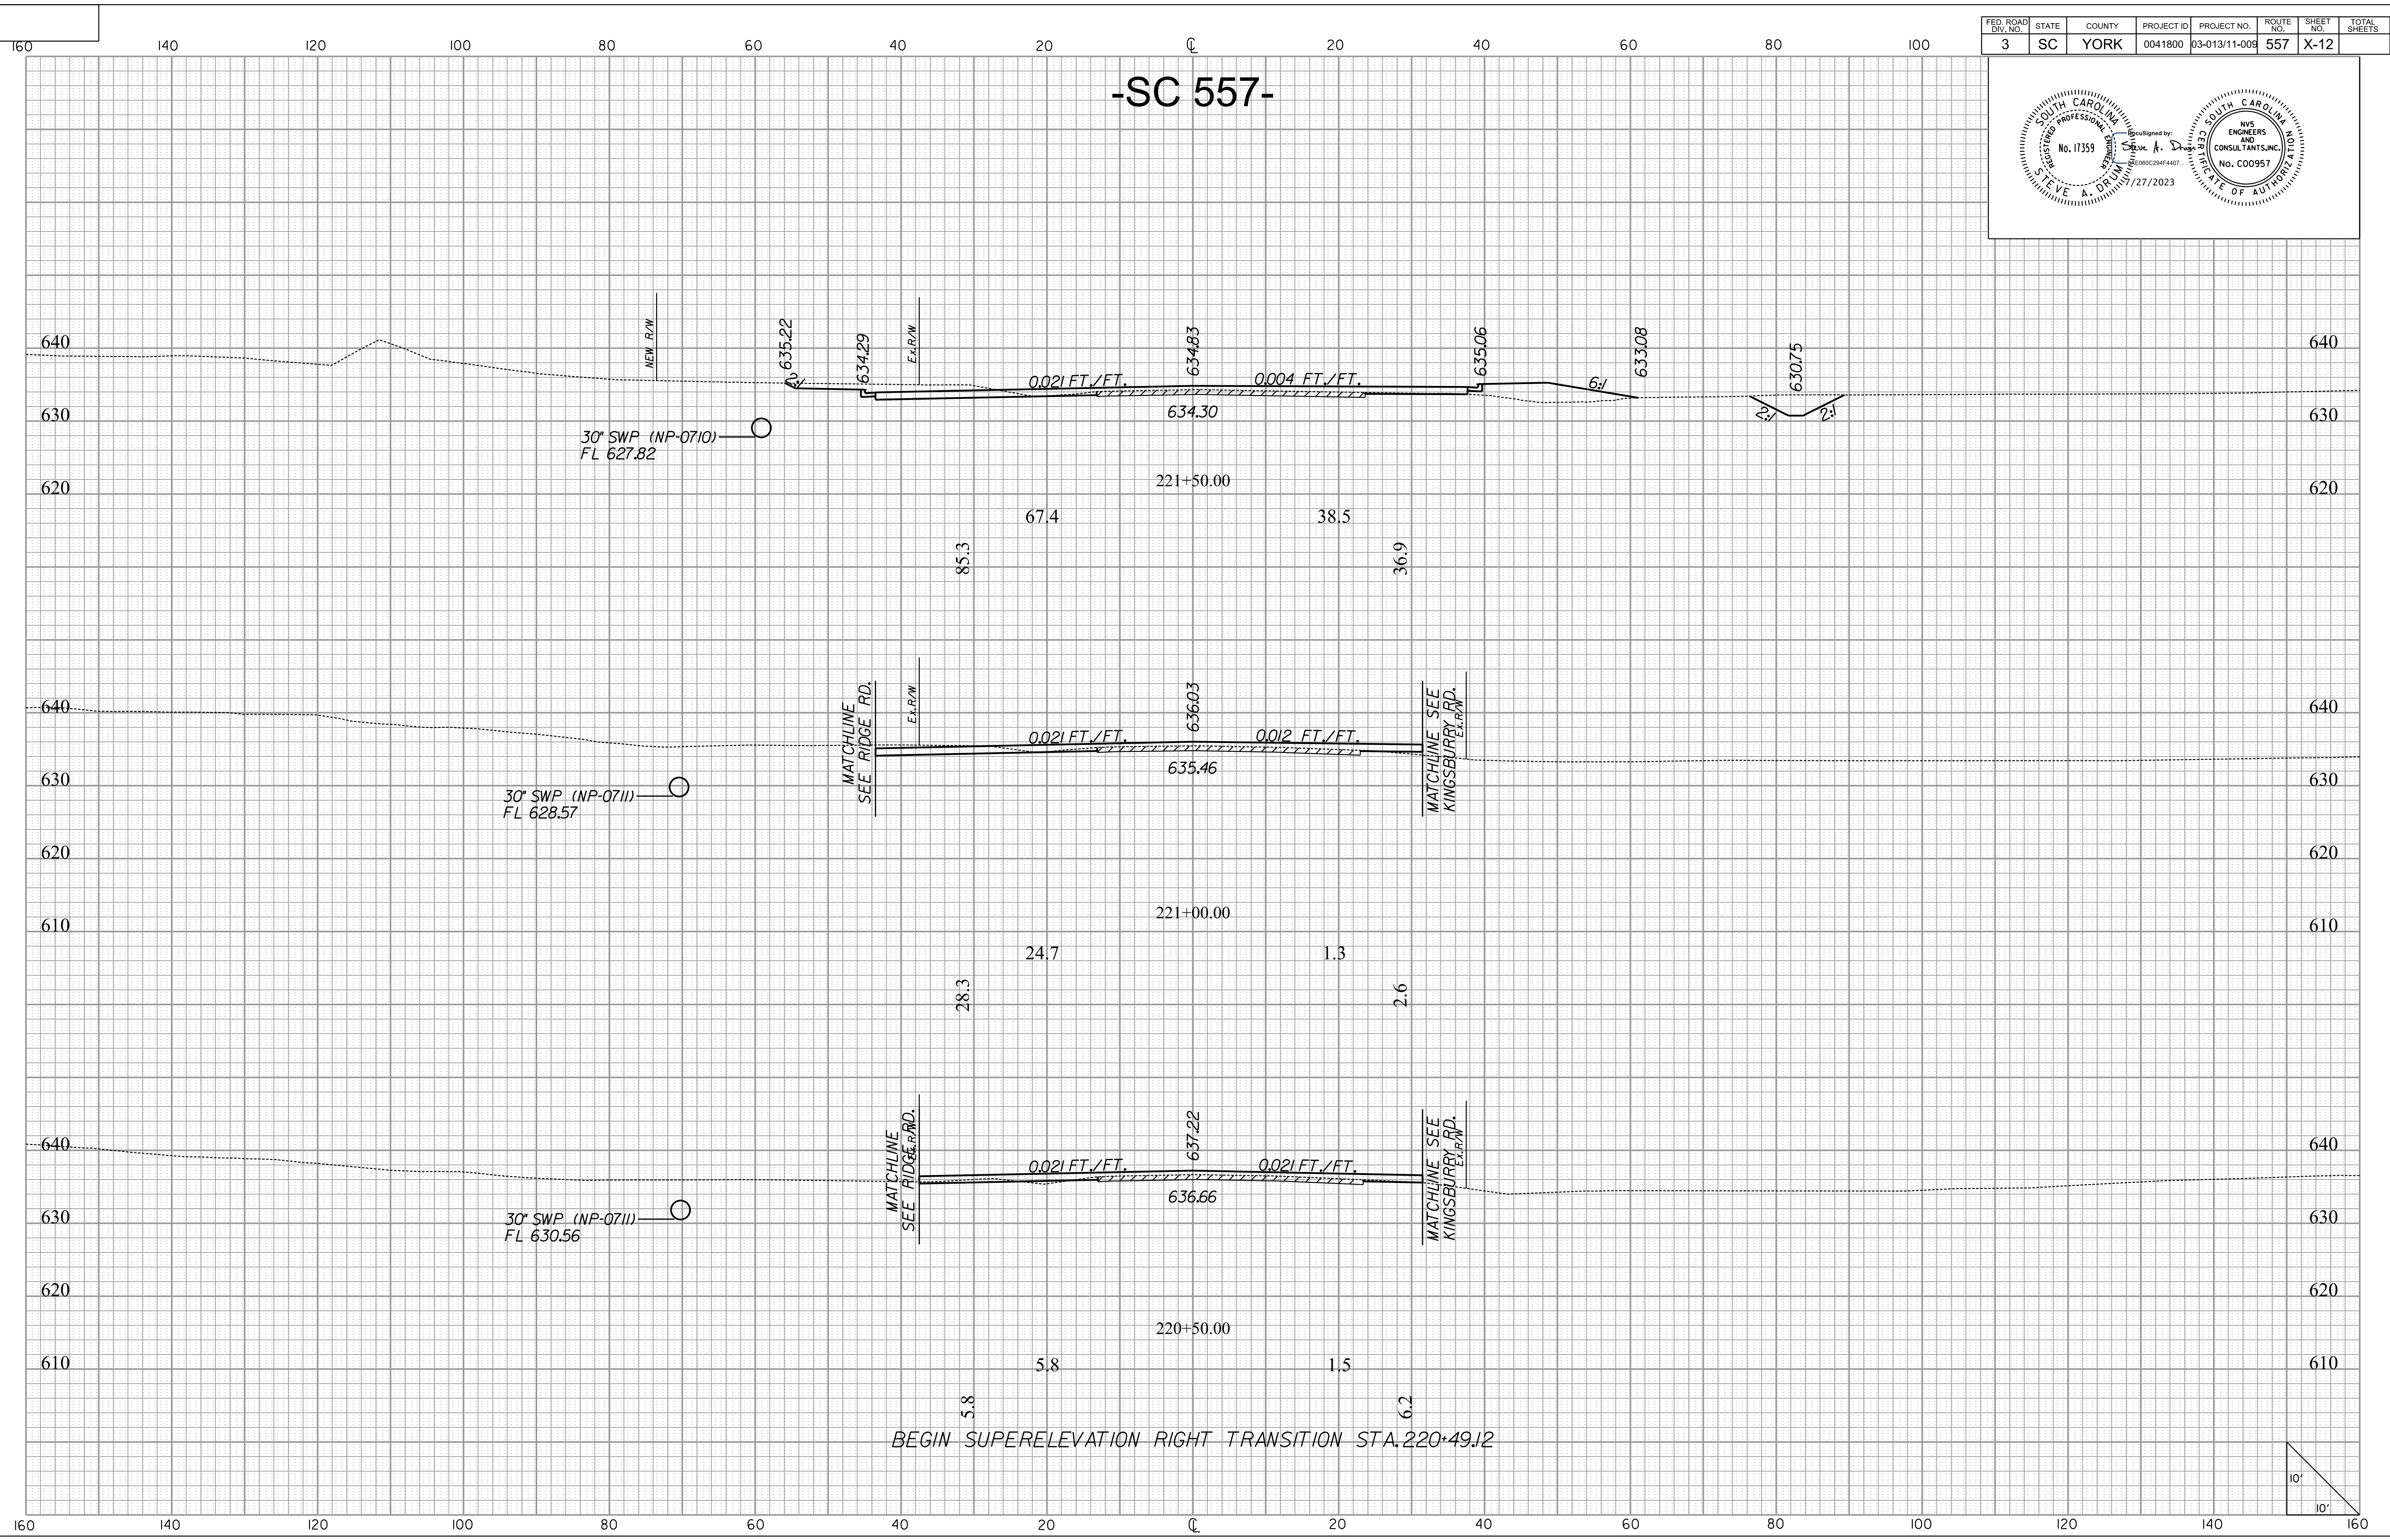 FED. ROAD DIV. NO. STATE COUNTY PROJECT ID PROJECT NO. ROUTE NO. SHEET NO. TOTAL SHEETS
3 SC YORK 0041800 03-013/11-009 557 X-12
160 140 120 100 80 60 40 20 ℄ 20 40 60 80 100
-SC 557-
SOUTH CAROLINA
REGISTERED PROFESSIONAL ENGINEER
No. 17359
STEVE A. DRUM
DocuSigned by:
Steve A. Drum
7/27/2023
SOUTH CAROLINA
CERTIFICATE OF AUTHORIZATION
NV5
ENGINEERS
AND
CONSULTANTS,INC.
No. C00957
NEW R/W
635.22
634.29
Ex.R/W
634.83
635.06
633.08
630.75
640 640
2:1
0.021 FT./FT. 0.004 FT./FT.
6:1
2:1 2:1
634.30
630 630
30" SWP (NP-0710)
FL 627.82
221+50.00
620 620
67.4 38.5
85.3 36.9
MATCHLINE
SEE RIDGE RD.
Ex.R/W
636.03
MATCHLINE SEE
KINGSBURRY RD.
Ex.R/W
640 640
0.021 FT./FT. 0.012 FT./FT.
635.46
630 630
30" SWP (NP-0711)
FL 628.57
620 620
221+00.00
610 610
24.7 1.3
28.3 2.6
MATCHLINE
SEE RIDGE RD.
Ex.R/W
637.22
MATCHLINE SEE
KINGSBURRY RD.
Ex.R/W
640 640
0.021 FT./FT. 0.021 FT./FT.
636.66
630 630
30" SWP (NP-0711)
FL 630.56
620 620
220+50.00
610 610
5.8 1.5
5.8 6.2
BEGIN SUPERELEVATION RIGHT TRANSITION STA. 220+49.12
10'
10'
160 140 120 100 80 60 40 20 ℄ 20 40 60 80 100 120 140 160